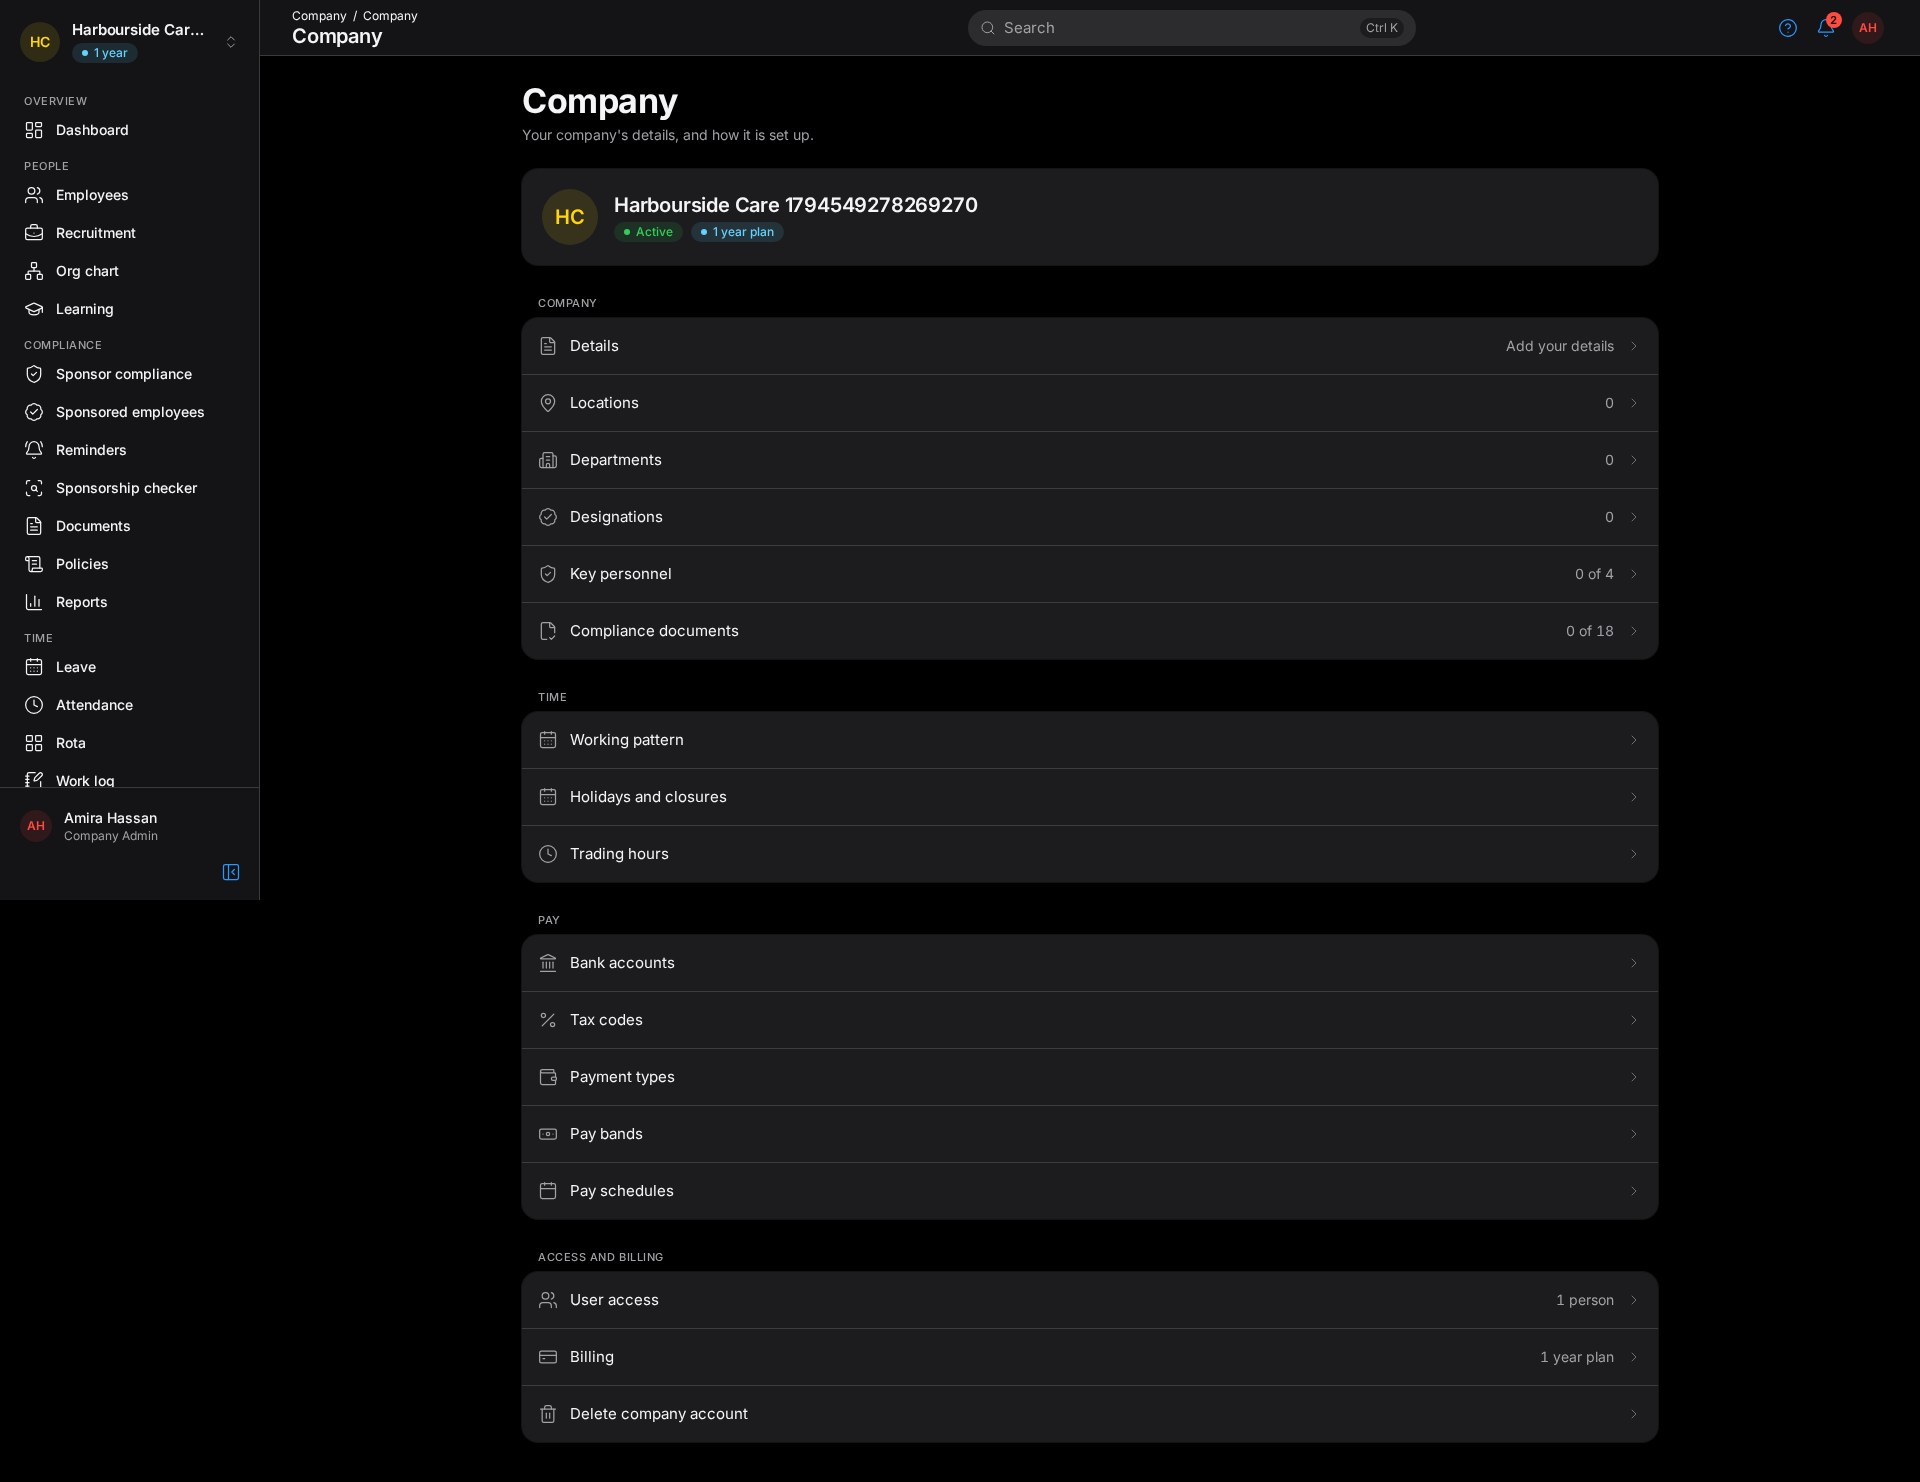 HC
Harbourside Car...
1 year
OVERVIEW
Dashboard
PEOPLE
Employees
Recruitment
Org chart
Learning
COMPLIANCE
Sponsor compliance
Sponsored employees
Reminders
Sponsorship checker
Documents
Policies
Reports
TIME
Leave
Attendance
Rota
Work log
AH
Amira Hassan
Company Admin
Company / Company
Company
Search
Ctrl K
2
AH
Company
Your company's details, and how it is set up.
HC
Harbourside Care 1794549278269270
Active
1 year plan
COMPANY
Details
Add your details
Locations
0
Departments
0
Designations
0
Key personnel
0 of 4
Compliance documents
0 of 18
TIME
Working pattern
Holidays and closures
Trading hours
PAY
Bank accounts
Tax codes
Payment types
Pay bands
Pay schedules
ACCESS AND BILLING
User access
1 person
Billing
1 year plan
Delete company account